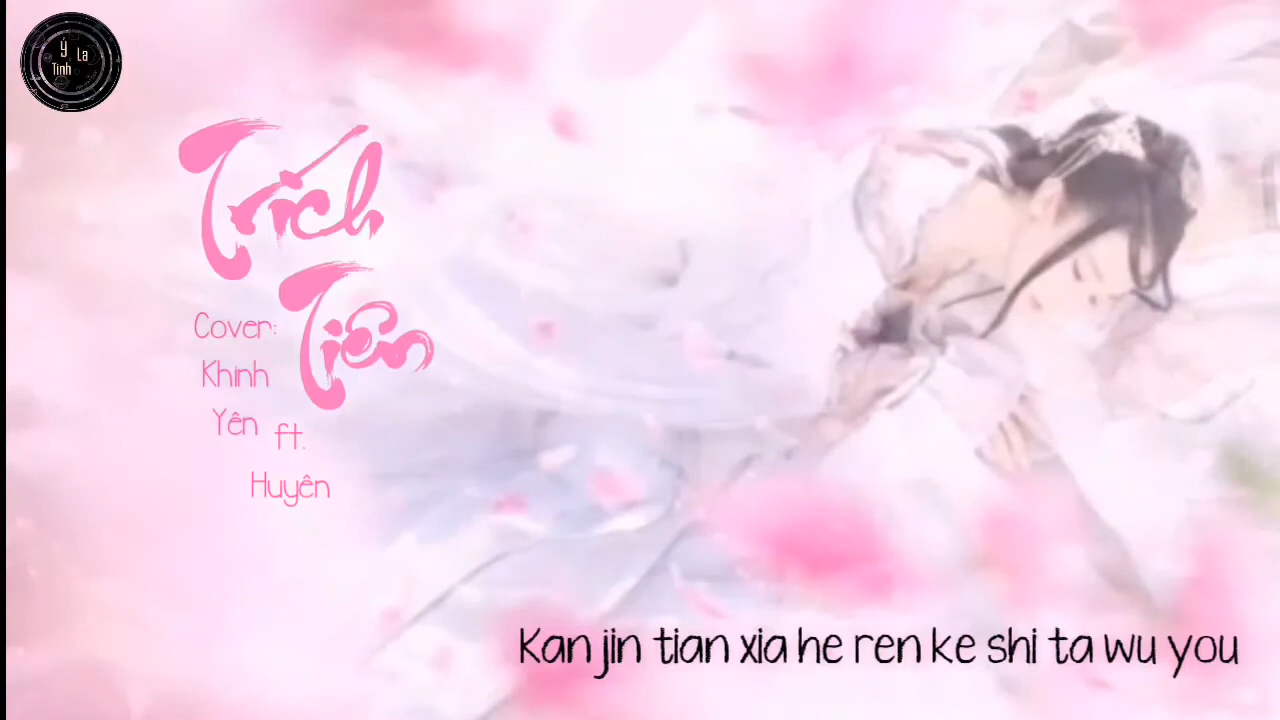 Ý
La
Tinh
Trích
Tiên
Cover:
Khinh
Yên
ft.
Huyên
Kan jin tian xia he ren ke shi ta wu you